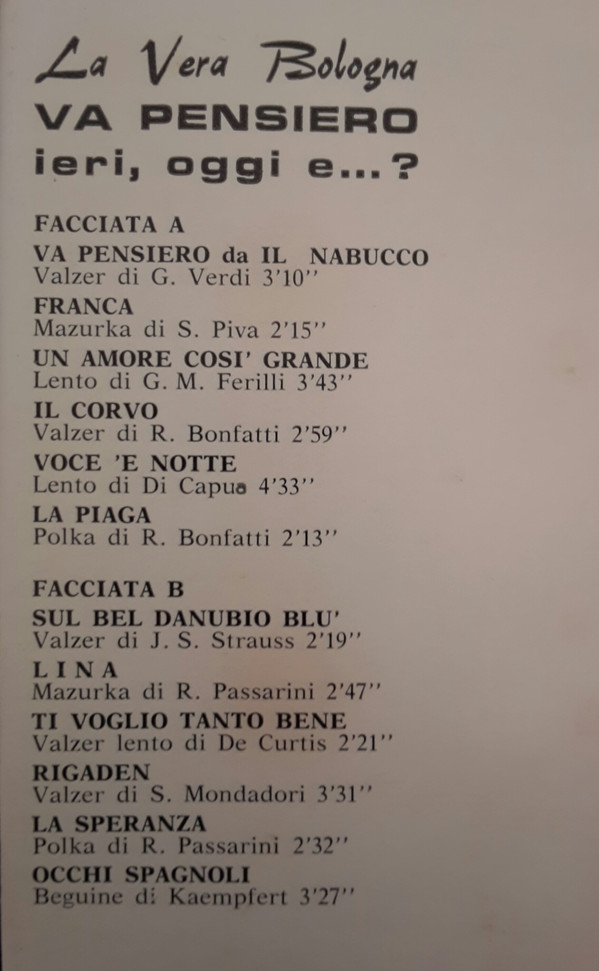 La Vera Bologna
VA PENSIERO
ieri, oggi e...?
FACCIATA A
VA PENSIERO da IL NABUCCO
Valzer di G. Verdi 3'10''
FRANCA
Mazurka di S. Piva 2'15''
UN AMORE COSI' GRANDE
Lento di G. M. Ferilli 3'43''
IL CORVO
Valzer di R. Bonfatti 2'59''
VOCE 'E NOTTE
Lento di Di Capua 4'33''
LA PIAGA
Polka di R. Bonfatti 2'13''
FACCIATA B
SUL BEL DANUBIO BLU'
Valzer di J. S. Strauss 2'19''
LINA
Mazurka di R. Passarini 2'47''
TI VOGLIO TANTO BENE
Valzer lento di De Curtis 2'21''
RIGADEN
Valzer di S. Mondadori 3'31''
LA SPERANZA
Polka di R. Passarini 2'32''
OCCHI SPAGNOLI
Beguine di Kaempfert 3'27''